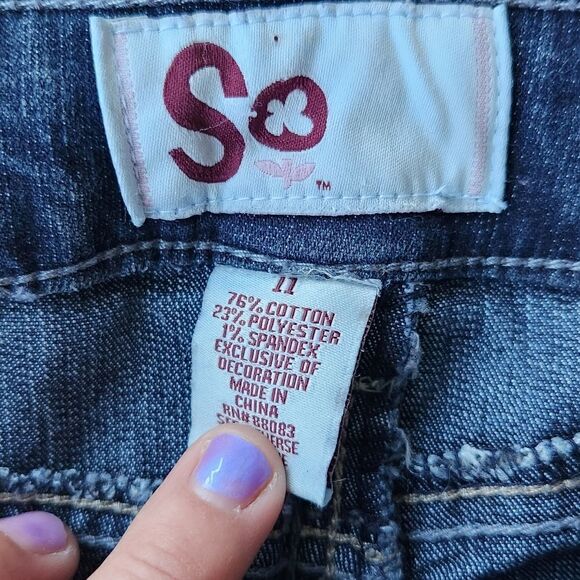 So
TM
11
76% COTTON
23% POLYESTER
1% SPANDEX
EXCLUSIVE OF
DECORATION
MADE IN
CHINA
RN# 88083